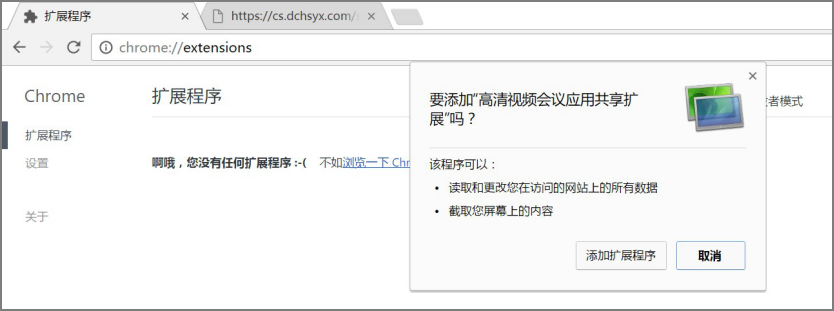 扩展程序
https://cs.dchsyx.com/
chrome://extensions
Chrome
扩展程序
扩展程序
设置
关于
啊哦，您没有任何扩展程序 :-( 不如浏览一下 Chr
者模式
要添加“高清视频会议应用共享扩
展”吗？
该程序可以：
• 读取和更改您在访问的网站上的所有数据
• 截取您屏幕上的内容
添加扩展程序
取消